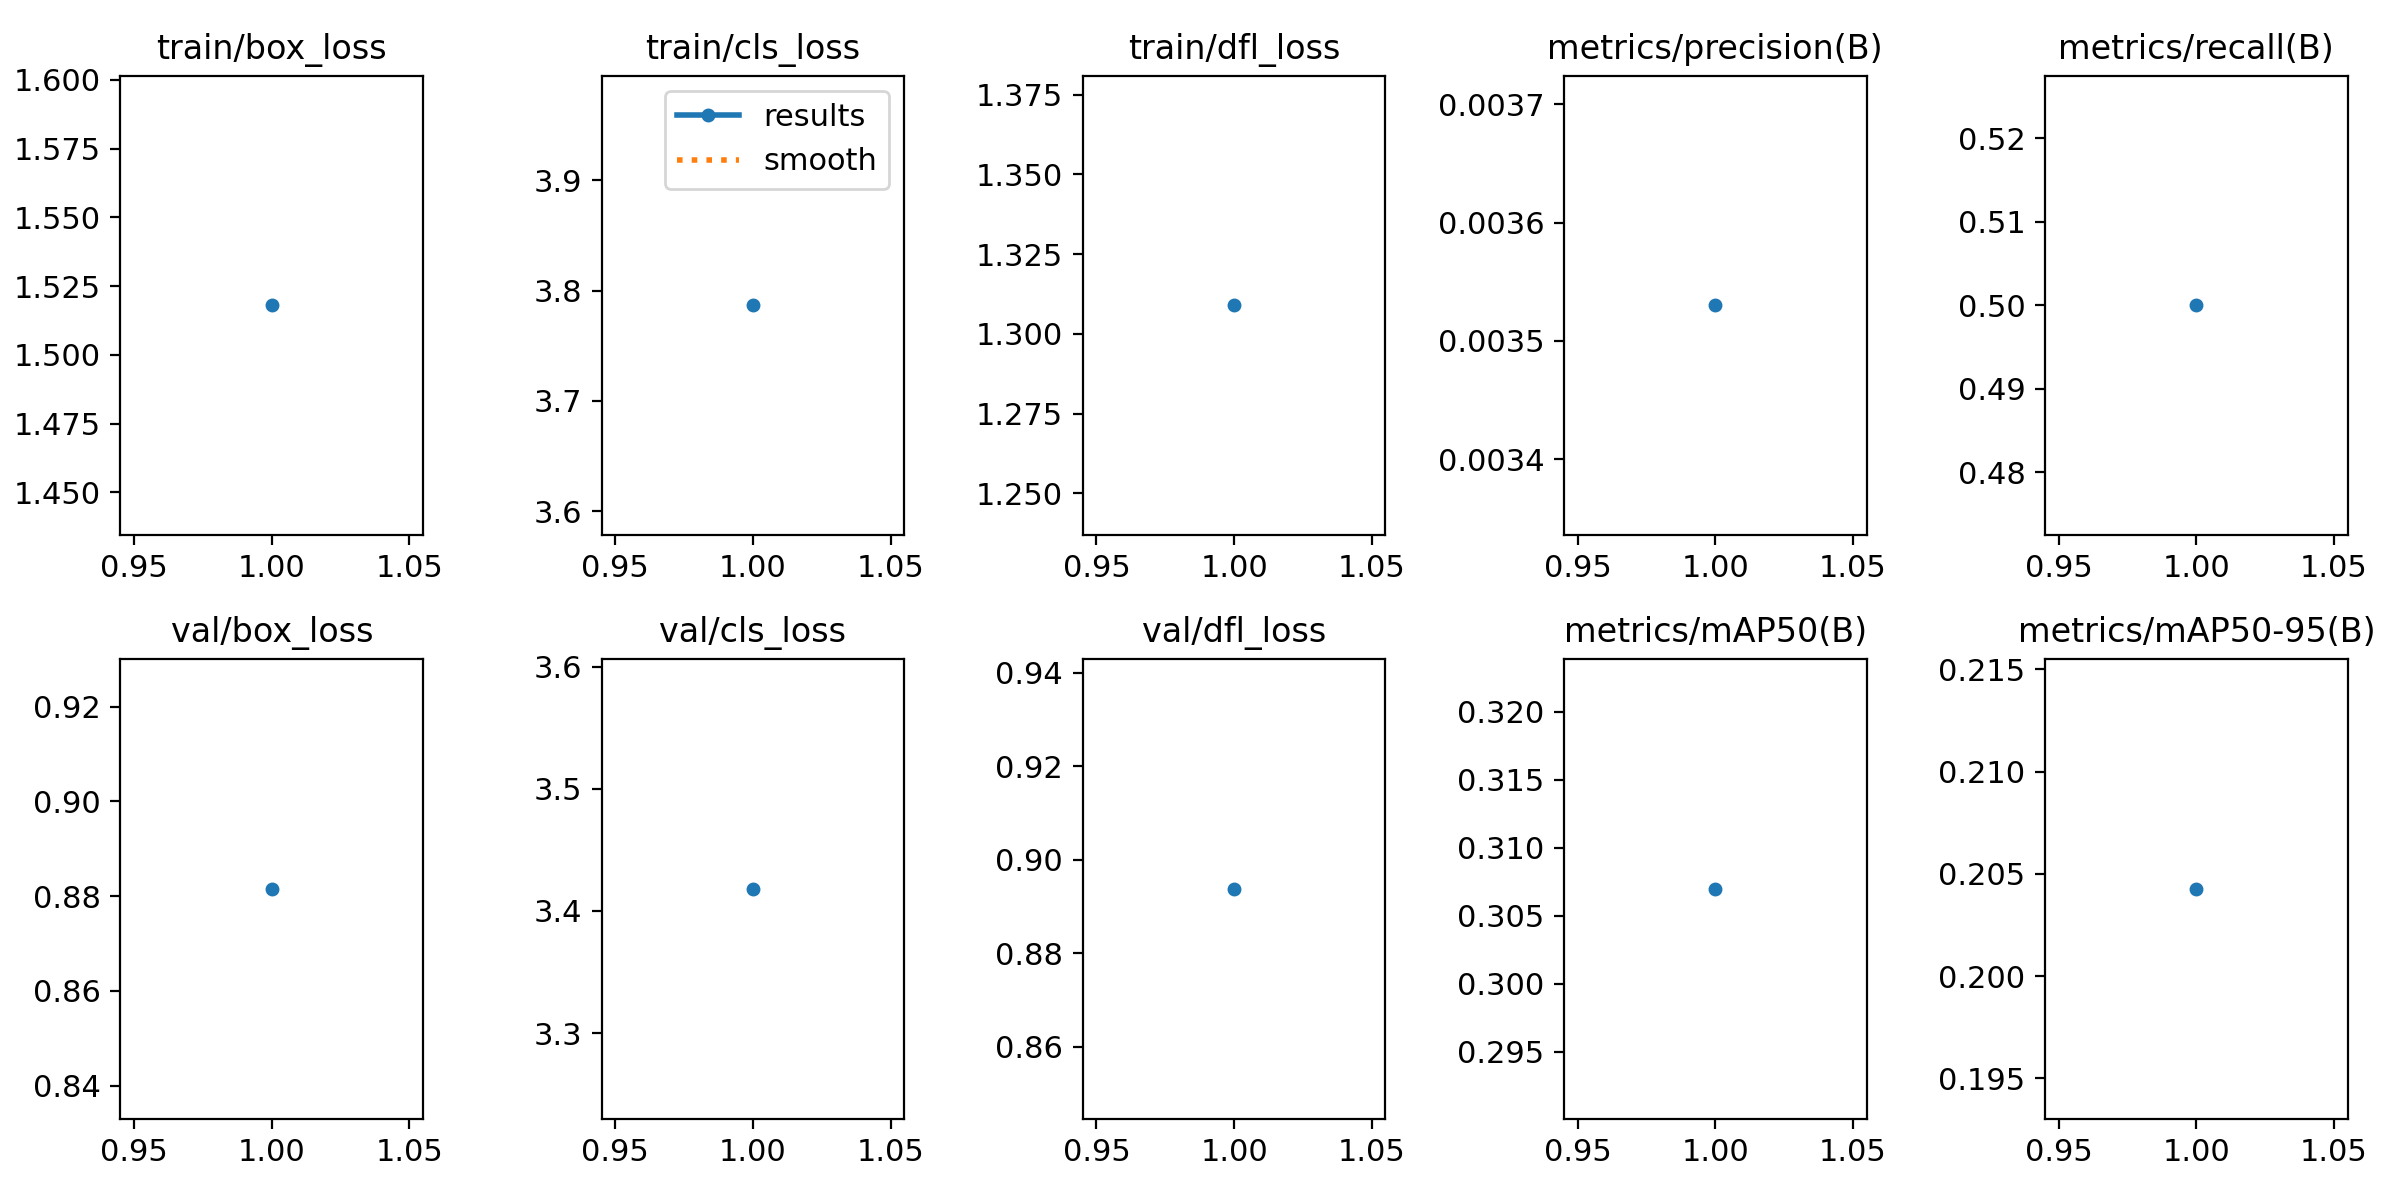 train/box_loss
1.600
1.575
1.550
1.525
1.500
1.475
1.450
0.95 1.00 1.05
train/cls_loss
results
smooth
3.9
3.8
3.7
3.6
0.95 1.00 1.05
train/dfl_loss
1.375
1.350
1.325
1.300
1.275
1.250
0.95 1.00 1.05
metrics/precision(B)
0.0037
0.0036
0.0035
0.0034
0.95 1.00 1.05
metrics/recall(B)
0.52
0.51
0.50
0.49
0.48
0.95 1.00 1.05
val/box_loss
0.92
0.90
0.88
0.86
0.84
0.95 1.00 1.05
val/cls_loss
3.6
3.5
3.4
3.3
0.95 1.00 1.05
val/dfl_loss
0.94
0.92
0.90
0.88
0.86
0.95 1.00 1.05
metrics/mAP50(B)
0.320
0.315
0.310
0.305
0.300
0.295
0.95 1.00 1.05
metrics/mAP50-95(B)
0.215
0.210
0.205
0.200
0.195
0.95 1.00 1.05